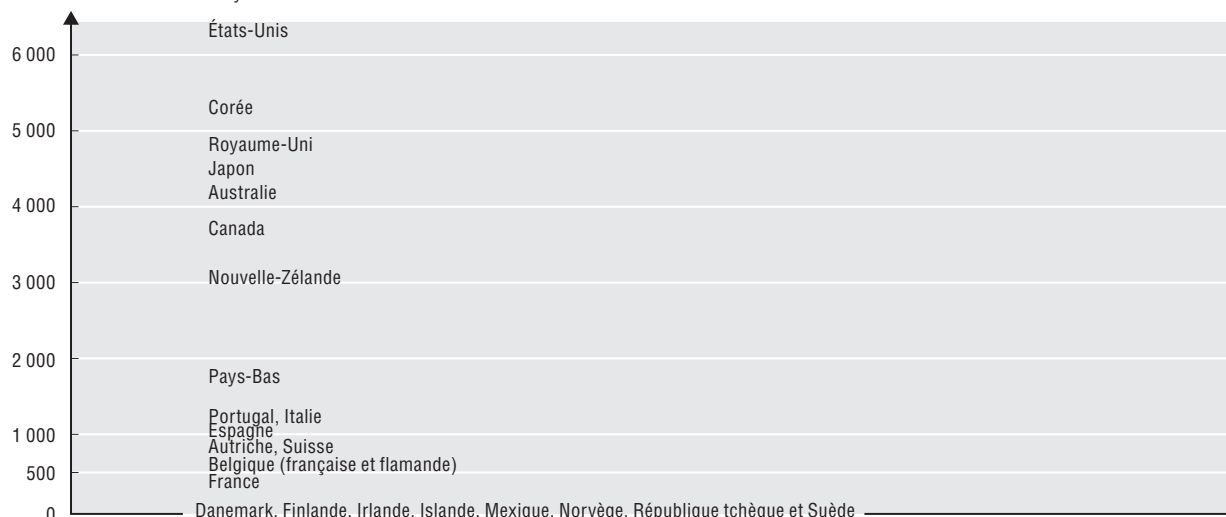 États-Unis
6 000
Corée
5 000
Royaume-Uni
Japon
Australie
4 000
Canada
Nouvelle-Zélande
3 000
2 000
Pays-Bas
Portugal, Italie
Espagne
1 000
Autriche, Suisse
Belgique (française et flamande)
500
France
0
Danemark, Finlande, Irlande, Islande, Mexique, Norvège, République tchèque et Suède